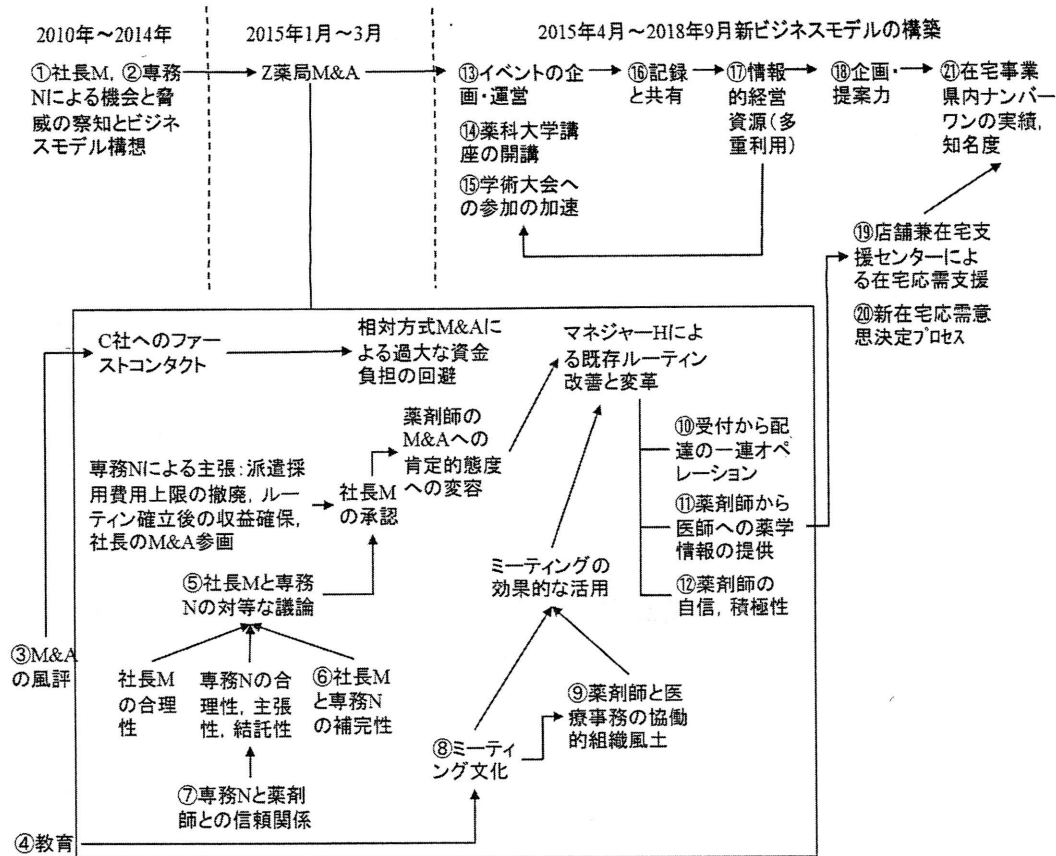 2010年～2014年
2015年1月～3月
2015年4月～2018年9月新ビジネスモデルの構築
①社長M, ②専務
Nによる機会と脅
威の察知とビジネ
スモデル構想
Z薬局M&A
⑬イベントの企
画・運営
⑭薬科大学講
座の開講
⑮学術大会へ
の参加の加速
⑯記録
と共有
⑰情報
的経営
資源(多
重利用)
⑱企画・
提案力
㉑在宅事業
県内ナンバー
ワンの実績,
知名度
⑲店舗兼在宅支
援センターによ
る在宅応需支援
⑳新在宅応需意
思決定プロセス
C社へのファー
ストコンタクト
相対方式M&Aに
よる過大な資金
負担の回避
マネジャーHによ
る既存ルーティン
改善と変革
薬剤師の
M&Aへの
肯定的態度
への変容
⑩受付から配
達の一連オペ
レーション
⑪薬剤師から
医師への薬学
情報の提供
⑫薬剤師の
自信, 積極性
専務Nによる主張:派遣採
用費用上限の撤廃, ルー
ティン確立後の収益確保,
社長のM&A参画
社長M
の承認
⑤社長Mと専務
Nの対等な議論
ミーティングの
効果的な活用
③M&A
の風評
社長M
の合理
性
専務Nの合
理性, 主張
性, 結託性
⑥社長M
と専務N
の補完性
⑨薬剤師と医
療事務の協働
的組織風土
⑧ミーティ
ング文化
⑦専務Nと薬剤
師との信頼関係
④教育